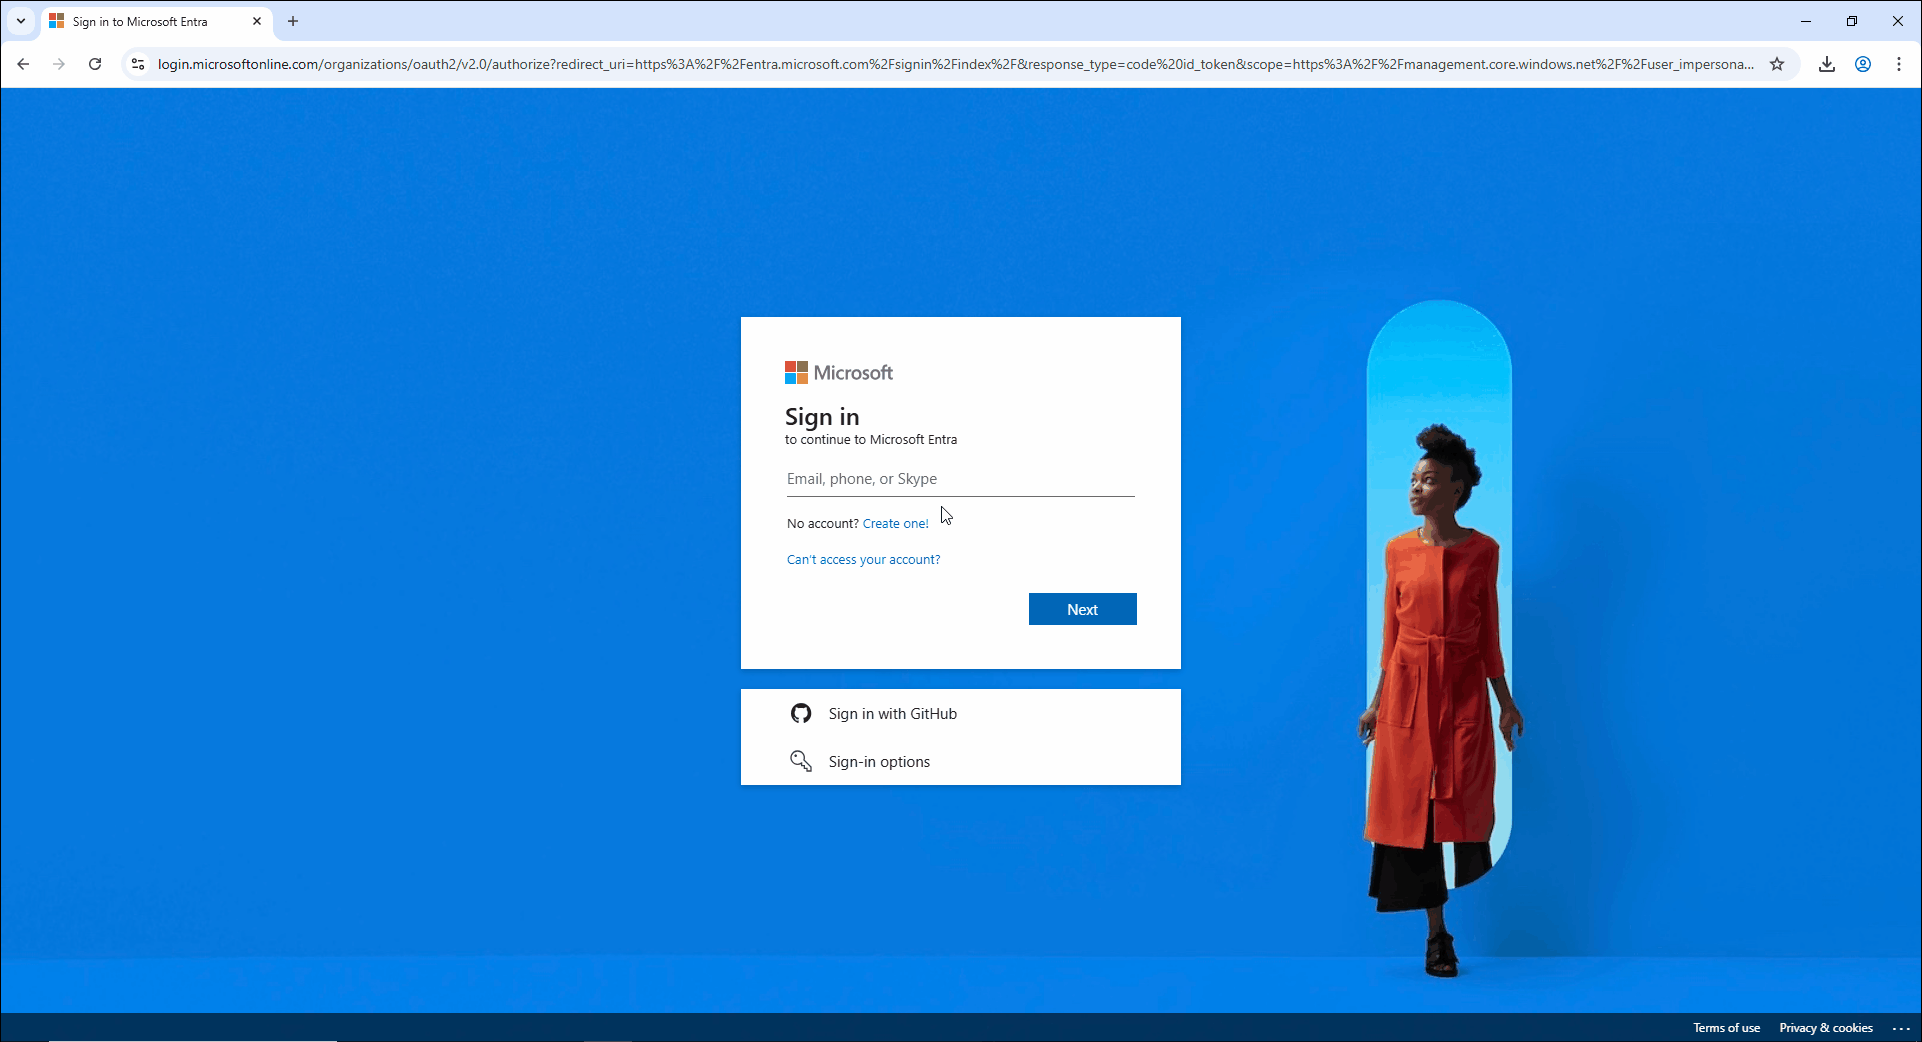 Sign in to Microsoft Entra
login.microsoftonline.com/organizations/oauth2/v2.0/authorize?redirect_uri=https%3A%2F%2Fentra.microsoft.com%2Fsignin%2Findex%2F&response_type=code%20id_token&scope=https%3A%2F%2Fmanagement.core.windows.net%2F%2Fuser_impersona...
Microsoft
Sign in
to continue to Microsoft Entra
Email, phone, or Skype
No account? Create one!
Can't access your account?
Next
Sign in with GitHub
Sign-in options
Terms of use Privacy & cookies ...